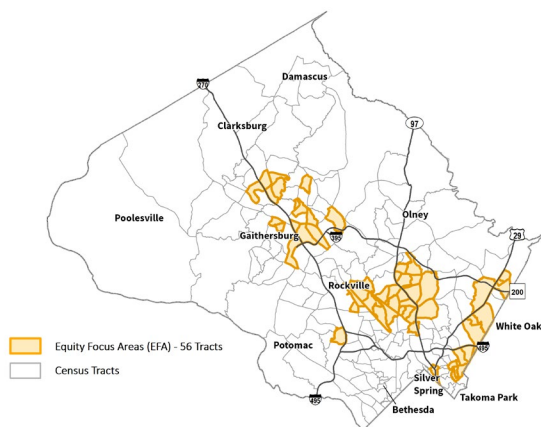 Damascus
270
Clarksburg
97
Poolesville
Olney
Gaithersburg
29
Rockville
200
White Oak
Equity Focus Areas (EFA) - 56 Tracts
Potomac
495
Census Tracts
Silver
Spring
Takoma Park
495
Bethesda